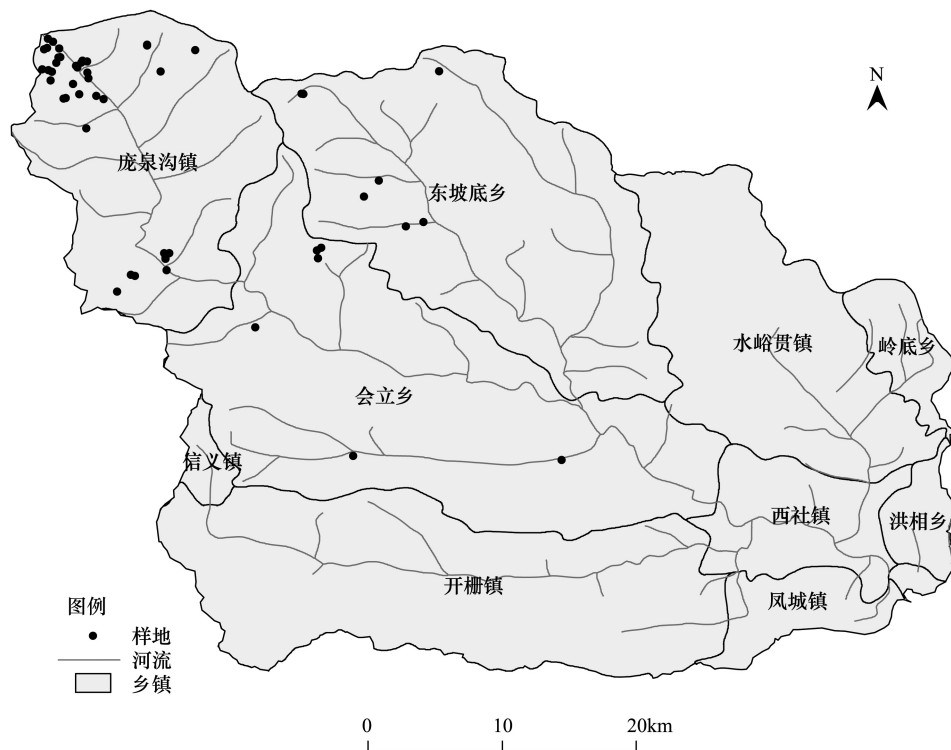 N
庞泉沟镇
东坡底乡
水峪贯镇
岭底乡
会立乡
信义镇
西社镇
洪相乡
开栅镇
凤城镇
图例
样地
河流
乡镇
0 10 20km